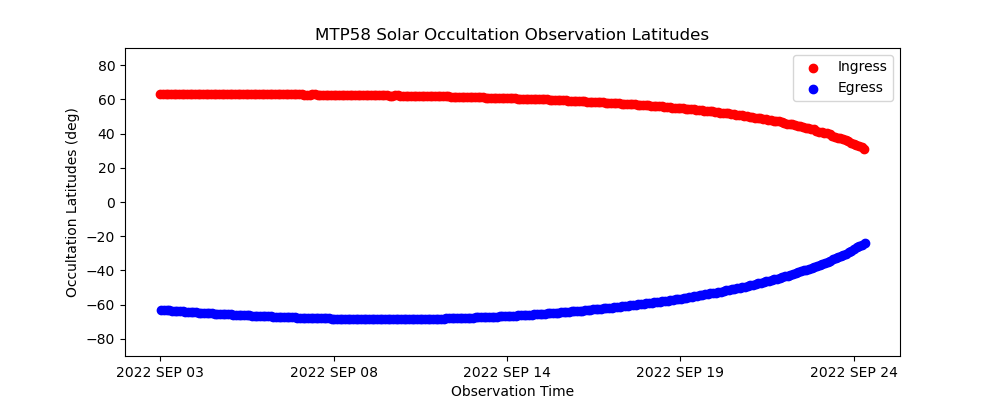 MTP58 Solar Occultation Observation Latitudes
Ingress
Egress
Occultation Latitudes (deg)
80
60
40
20
0
−20
−40
−60
−80
2022 SEP 03
2022 SEP 08
2022 SEP 14
2022 SEP 19
2022 SEP 24
Observation Time